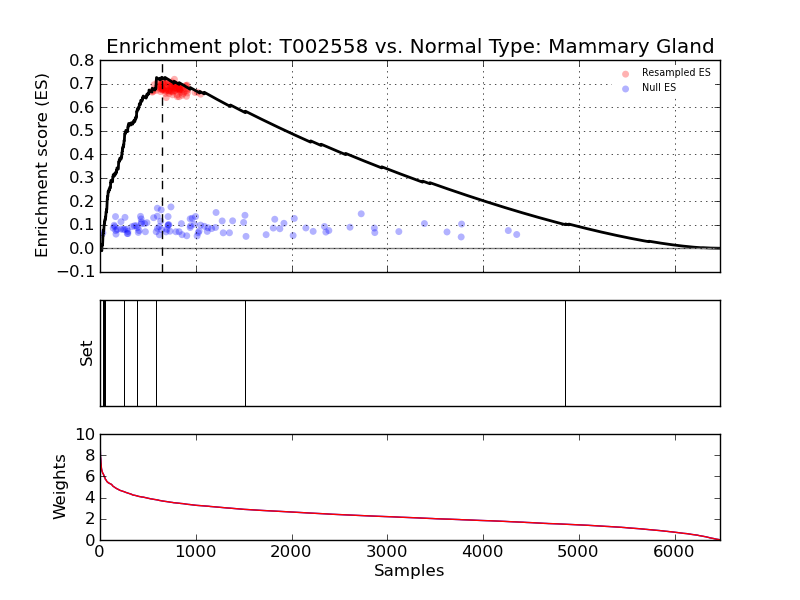 Enrichment plot: T002558 vs. Normal Type: Mammary Gland
0.8
0.7
0.6
0.5
0.4
0.3
0.2
0.1
0.0
−0.1
Enrichment score (ES)
Resampled ES
Null ES
Set
10
8
6
4
2
0
Weights
0 1000 2000 3000 4000 5000 6000
Samples